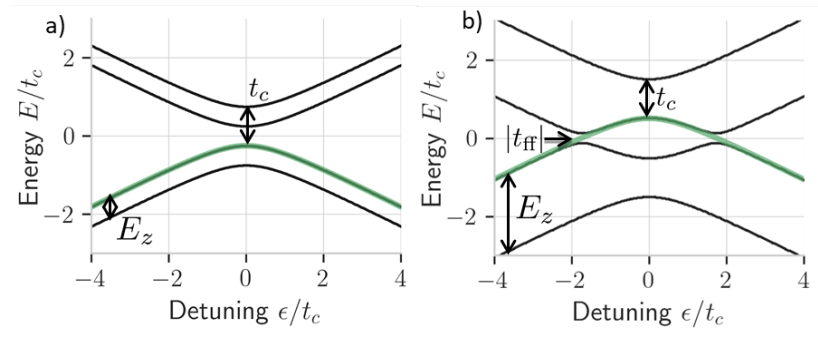 a)
Energy E/t_c
2
0
−2
t_c
E_z
−4
−2
0
2
4
Detuning ϵ/t_c
b)
Energy E/t_c
2
0
−2
t_c
|t_ff|
E_z
−4
−2
0
2
4
Detuning ϵ/t_c